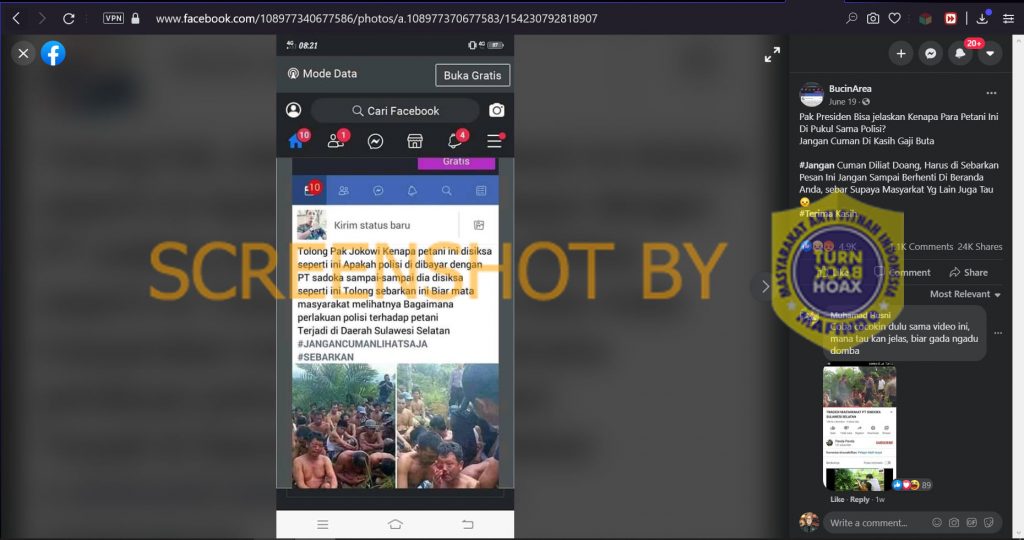 VPN
www.facebook.com/108977340677586/photos/a.108977370677583/154230792818907
08:21
4G
87
Mode Data
Buka Gratis
Cari Facebook
10
1
4
Gratis
10
Kirim status baru
Tolong Pak Jokowi Kenapa petani ini disiksa
seperti ini Apakah polisi di dibayar dengan
PT sadoka sampai-sampai dia disiksa
seperti ini Tolong sebarkan ini Biar mata
masyarakat melihatnya Bagaimana
perlakuan polisi terhadap petani
Terjadi di Daerah Sulawesi Selatan
#JANGANCUMANLIHATSAJA
#SEBARKAN
SCREENSHOT BY
MASYARAKAT ANTI FITNAH INDONESIA
TURN
BACK
HOAX
20+
BucinArea
June 19
Pak Presiden Bisa jelaskan Kenapa Para Petani Ini
Di Pukul Sama Polisi?
Jangan Cuman Di Kasih Gaji Buta
#Jangan Cuman Diliat Doang, Harus di Sebarkan
Pesan Ini Jangan Sampai Berhenti Di Beranda
Anda, sebar Supaya Masyarkat Yg Lain Juga Tau
#Terima Kasih
4.9K
1.1K Comments 24K Shares
Like
Comment
Share
Most Relevant
Muhamad Husni
Coba cocokin dulu sama video ini,
mana tau kan jelas, biar gada ngadu
domba
SULAWESI SELATAN
89
Like · Reply · 1w
Write a comment...
GIF